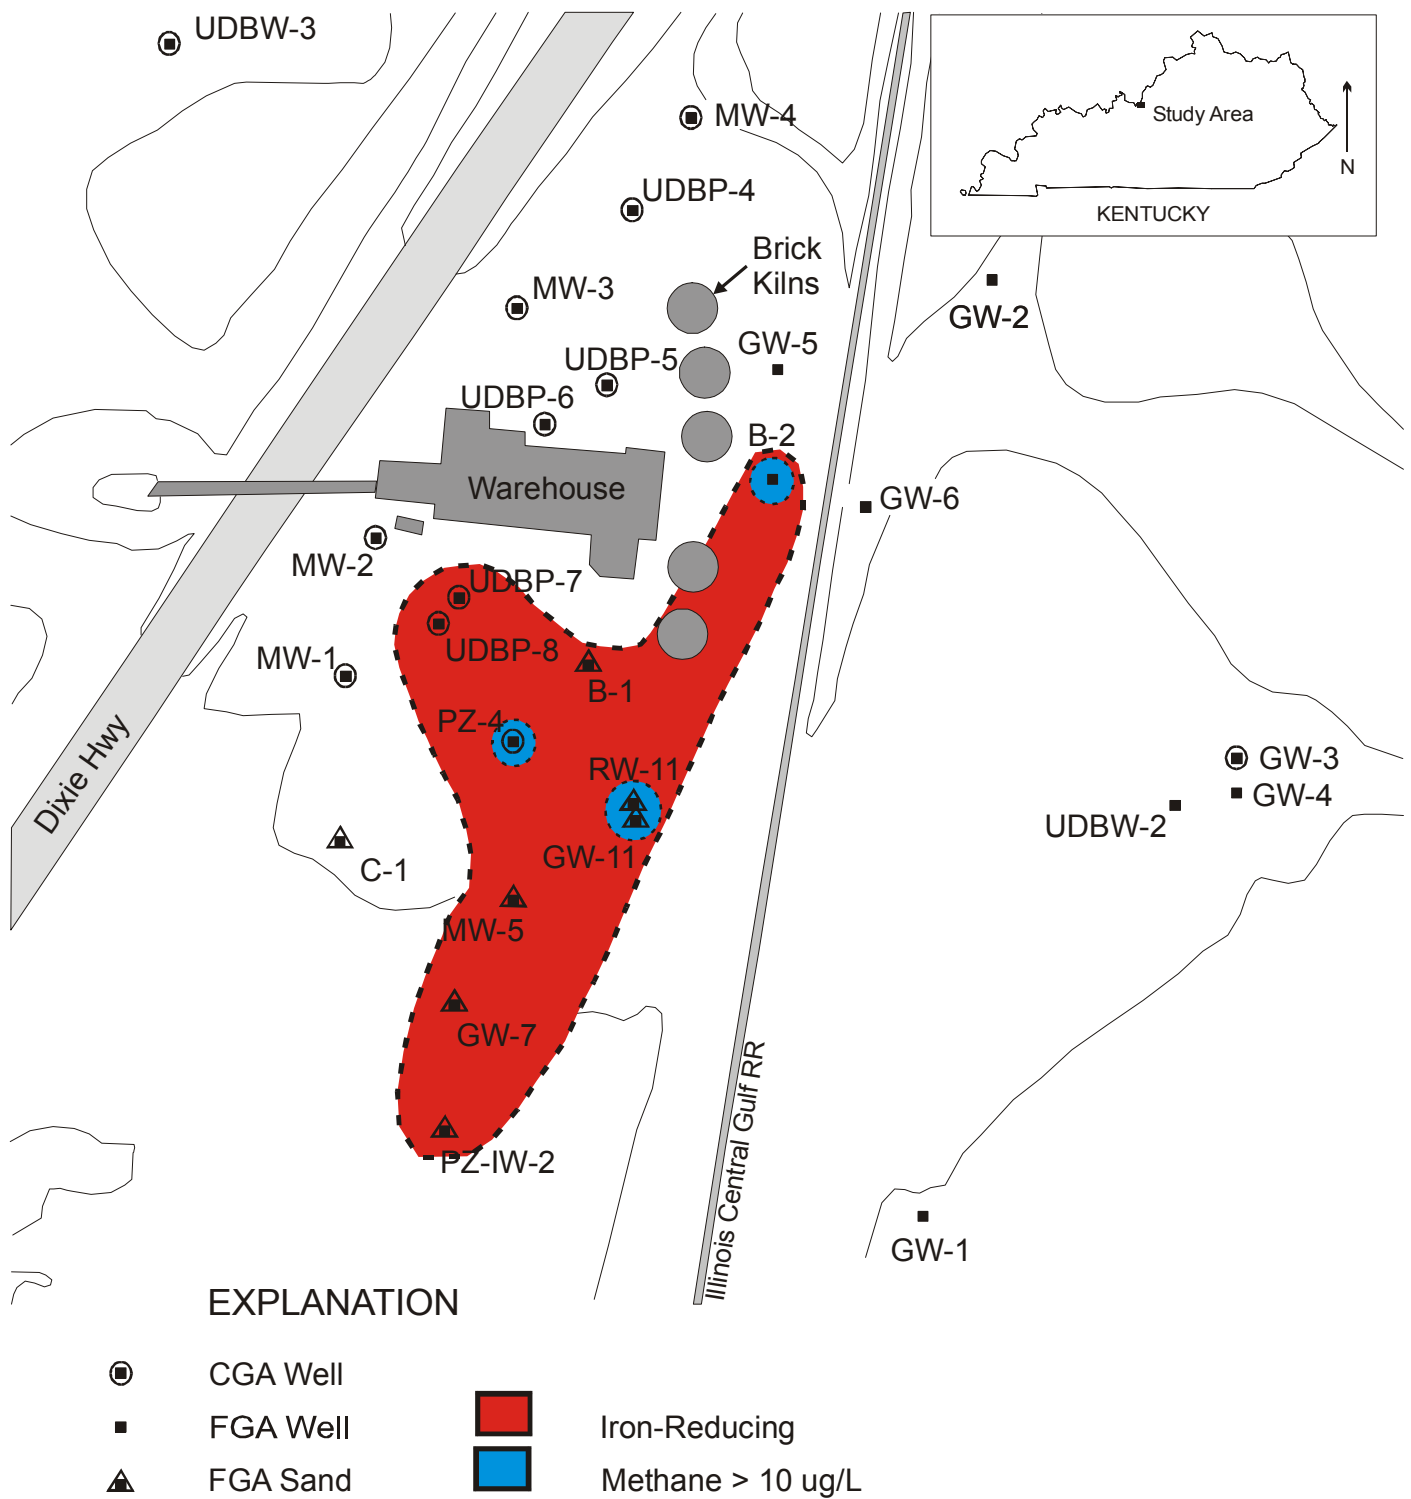 UDBW-3
MW-4
Study Area
N
KENTUCKY
UDBP-4
Brick
Kilns
MW-3
GW-2
GW-5
UDBP-5
UDBP-6
B-2
Warehouse
GW-6
MW-2
UDBP-7
UDBP-8
MW-1
B-1
PZ-4
Dixie Hwy
RW-11
GW-3
GW-4
UDBW-2
GW-11
C-1
MW-5
GW-7
Illinois Central Gulf RR
PZ-IW-2
GW-1
EXPLANATION
CGA Well
FGA Well
FGA Sand
Iron-Reducing
Methane > 10 ug/L